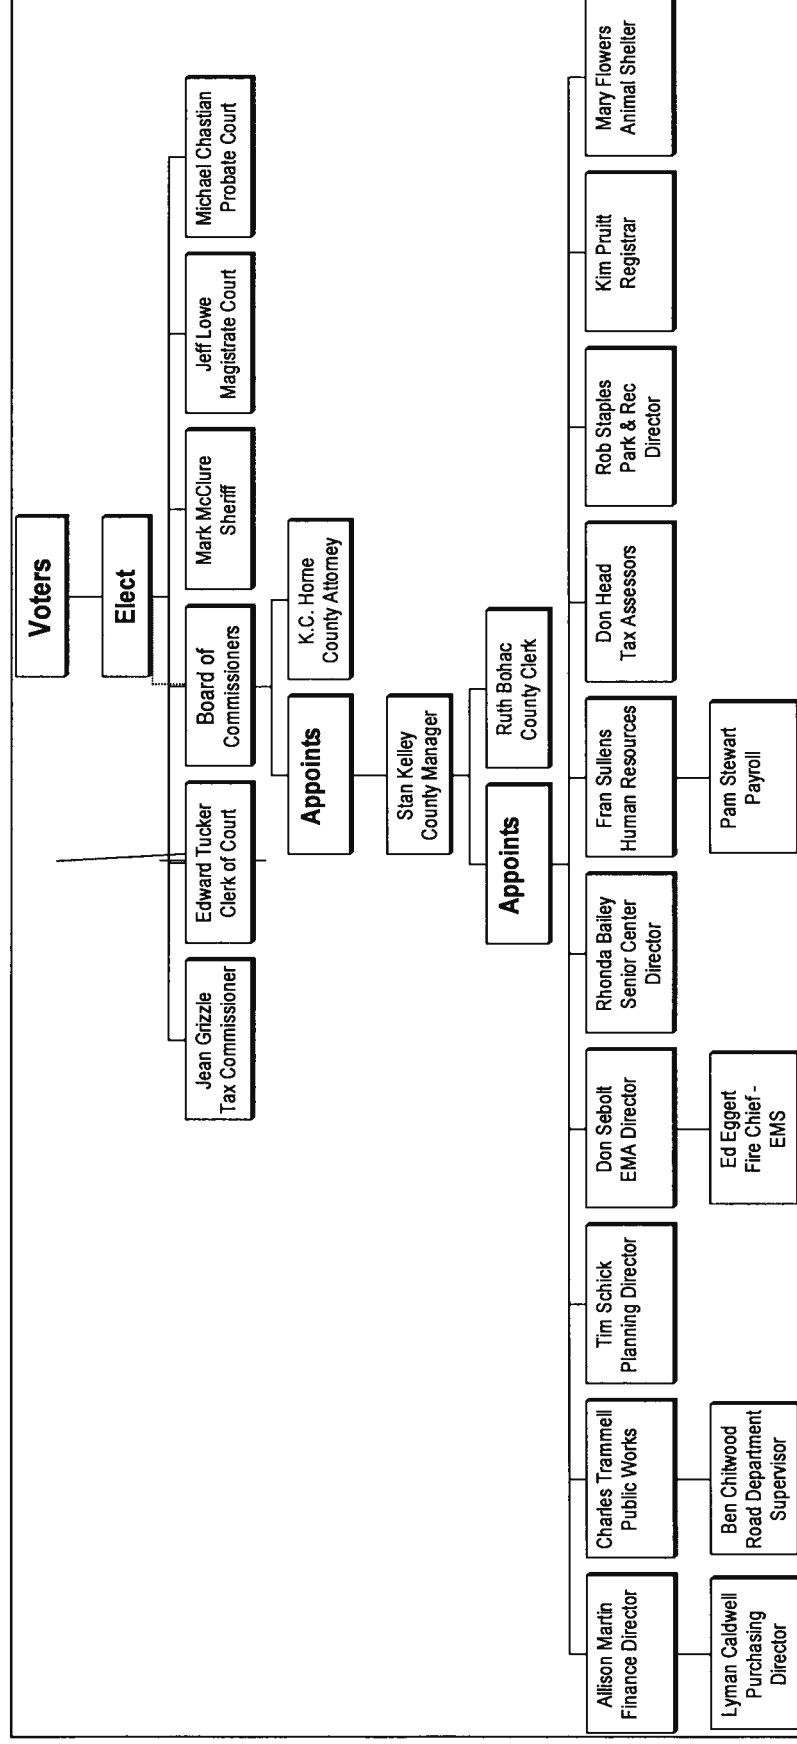 Voters
Elect
Jean Grizzle
Tax Commissioner
Edward Tucker
Clerk of Court
Board of
Commissioners
Mark McClure
Sheriff
Jeff Lowe
Magistrate Court
Michael Chastian
Probate Court
Appoints
K.C. Horne
County Attorney
Stan Kelley
County Manager
Appoints
Ruth Bohac
County Clerk
Allison Martin
Finance Director
Charles Trammell
Public Works
Tim Schick
Planning Director
Don Sebolt
EMA Director
Rhonda Bailey
Senior Center
Director
Fran Sullens
Human Resources
Don Head
Tax Assessors
Rob Staples
Park & Rec
Director
Kim Pruitt
Registrar
Mary Flowers
Animal Shelter
Lyman Caldwell
Purchasing
Director
Ben Chitwood
Road Department
Supervisor
Ed Eggert
Fire Chief -
EMS
Pam Stewart
Payroll